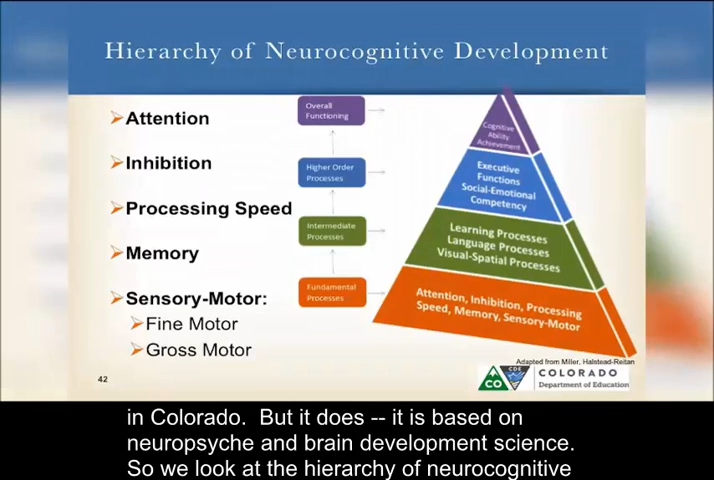 Hierarchy of Neurocognitive Development
Attention
Inhibition
Processing Speed
Memory
Sensory-Motor:
Fine Motor
Gross Motor
Overall
Functioning
Higher Order
Processes
Intermediate
Processes
Fundamental
Processes
Cognitive
Ability
Achievement
Executive
Functions
Social-Emotional
Competency
Learning Processes
Language Processes
Visual-Spatial Processes
Attention, Inhibition, Processing
Speed, Memory, Sensory-Motor
Adapted from Miller, Halstead-Reitan
CO
CDE
COLORADO
Department of Education
42
in Colorado. But it does -- it is based on
neuropsyche and brain development science.
So we look at the hierarchy of neurocognitive